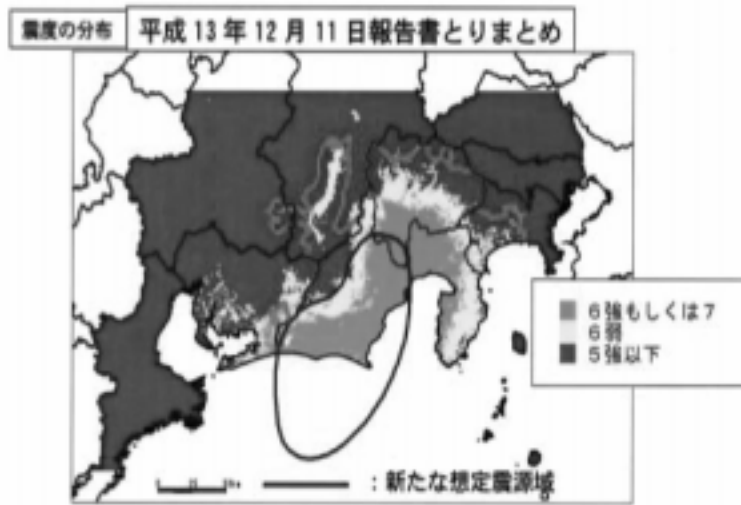 震度の分布
平成13年12月11日報告書とりまとめ
6強もしくは7
6弱
5強以下
：新たな想定震源域